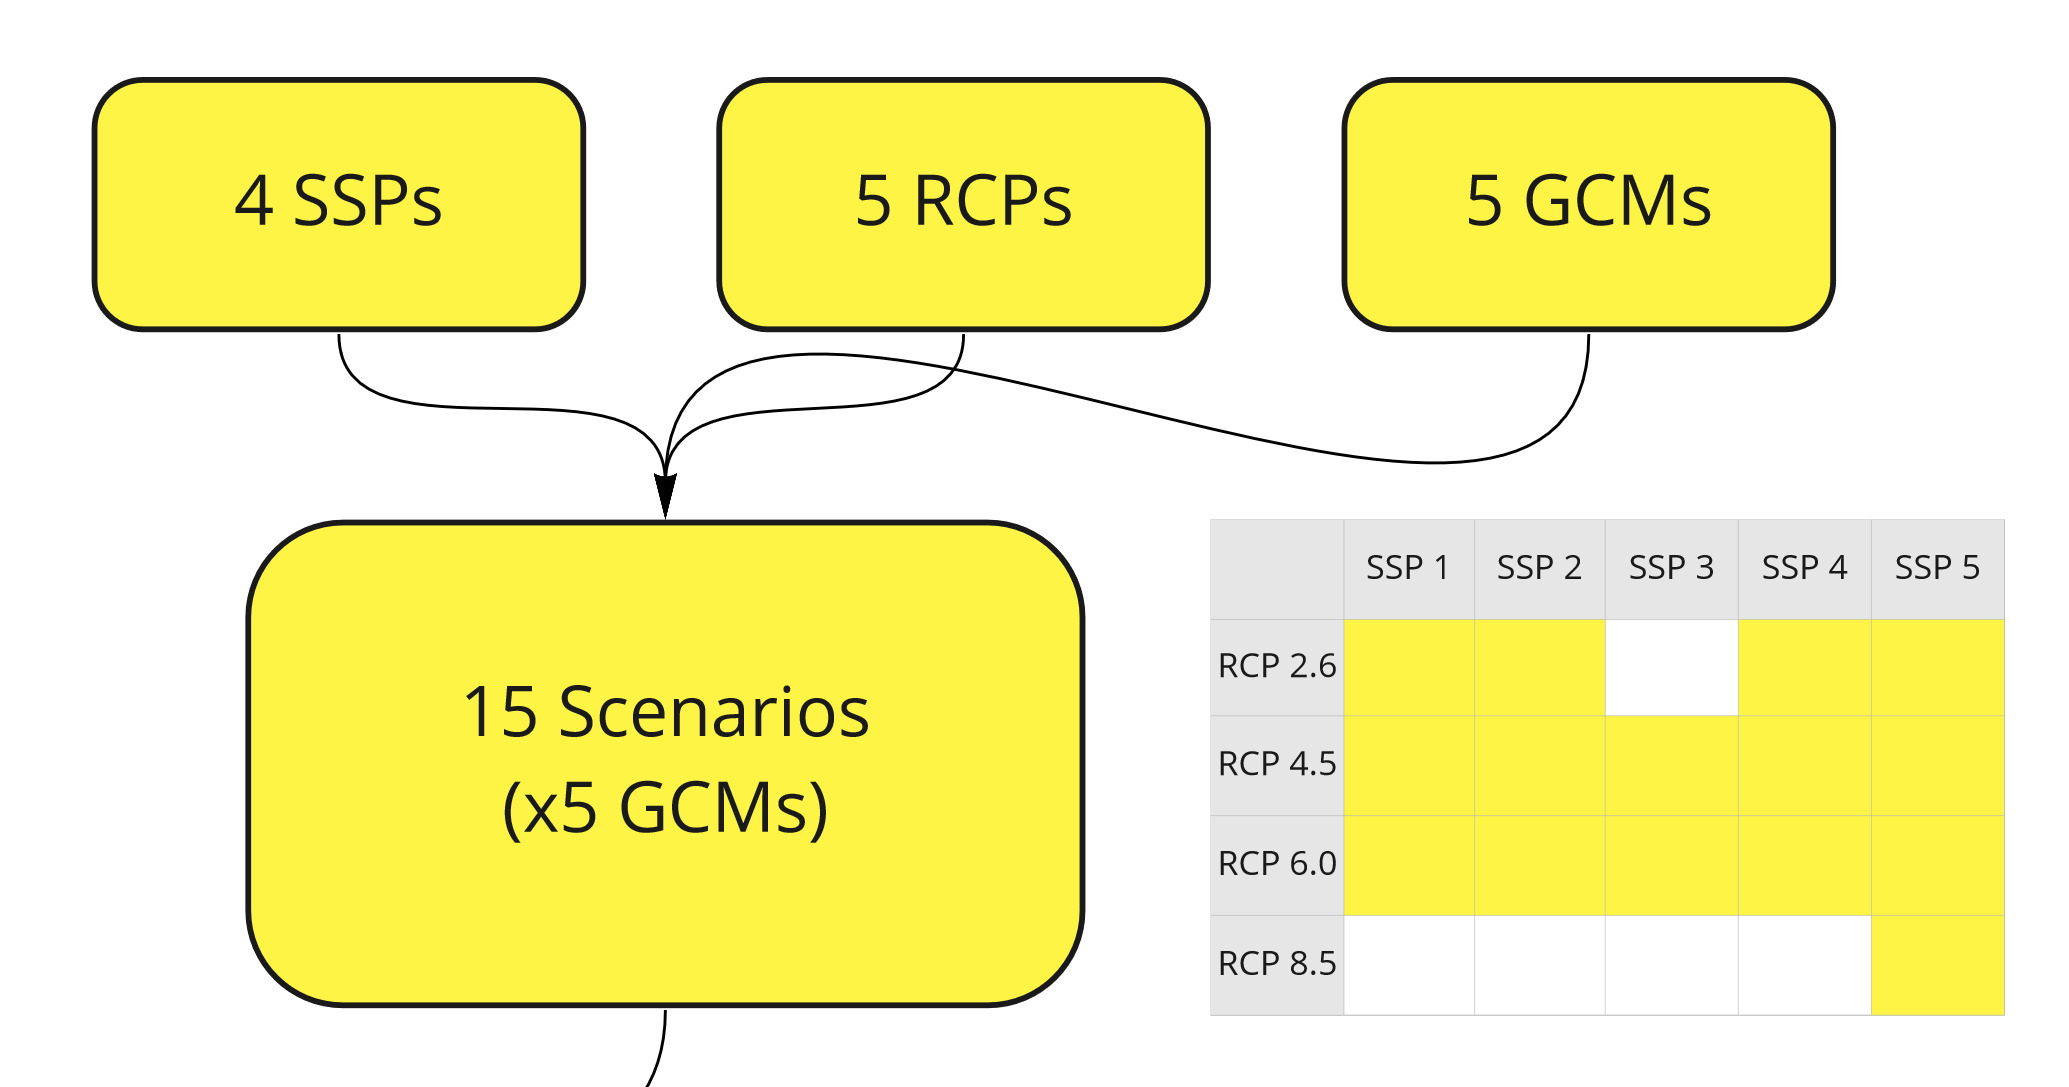 4 SSPs
5 RCPs
5 GCMs
15 Scenarios
(x5 GCMs)
SSP 1 SSP 2 SSP 3 SSP 4 SSP 5
RCP 2.6
RCP 4.5
RCP 6.0
RCP 8.5